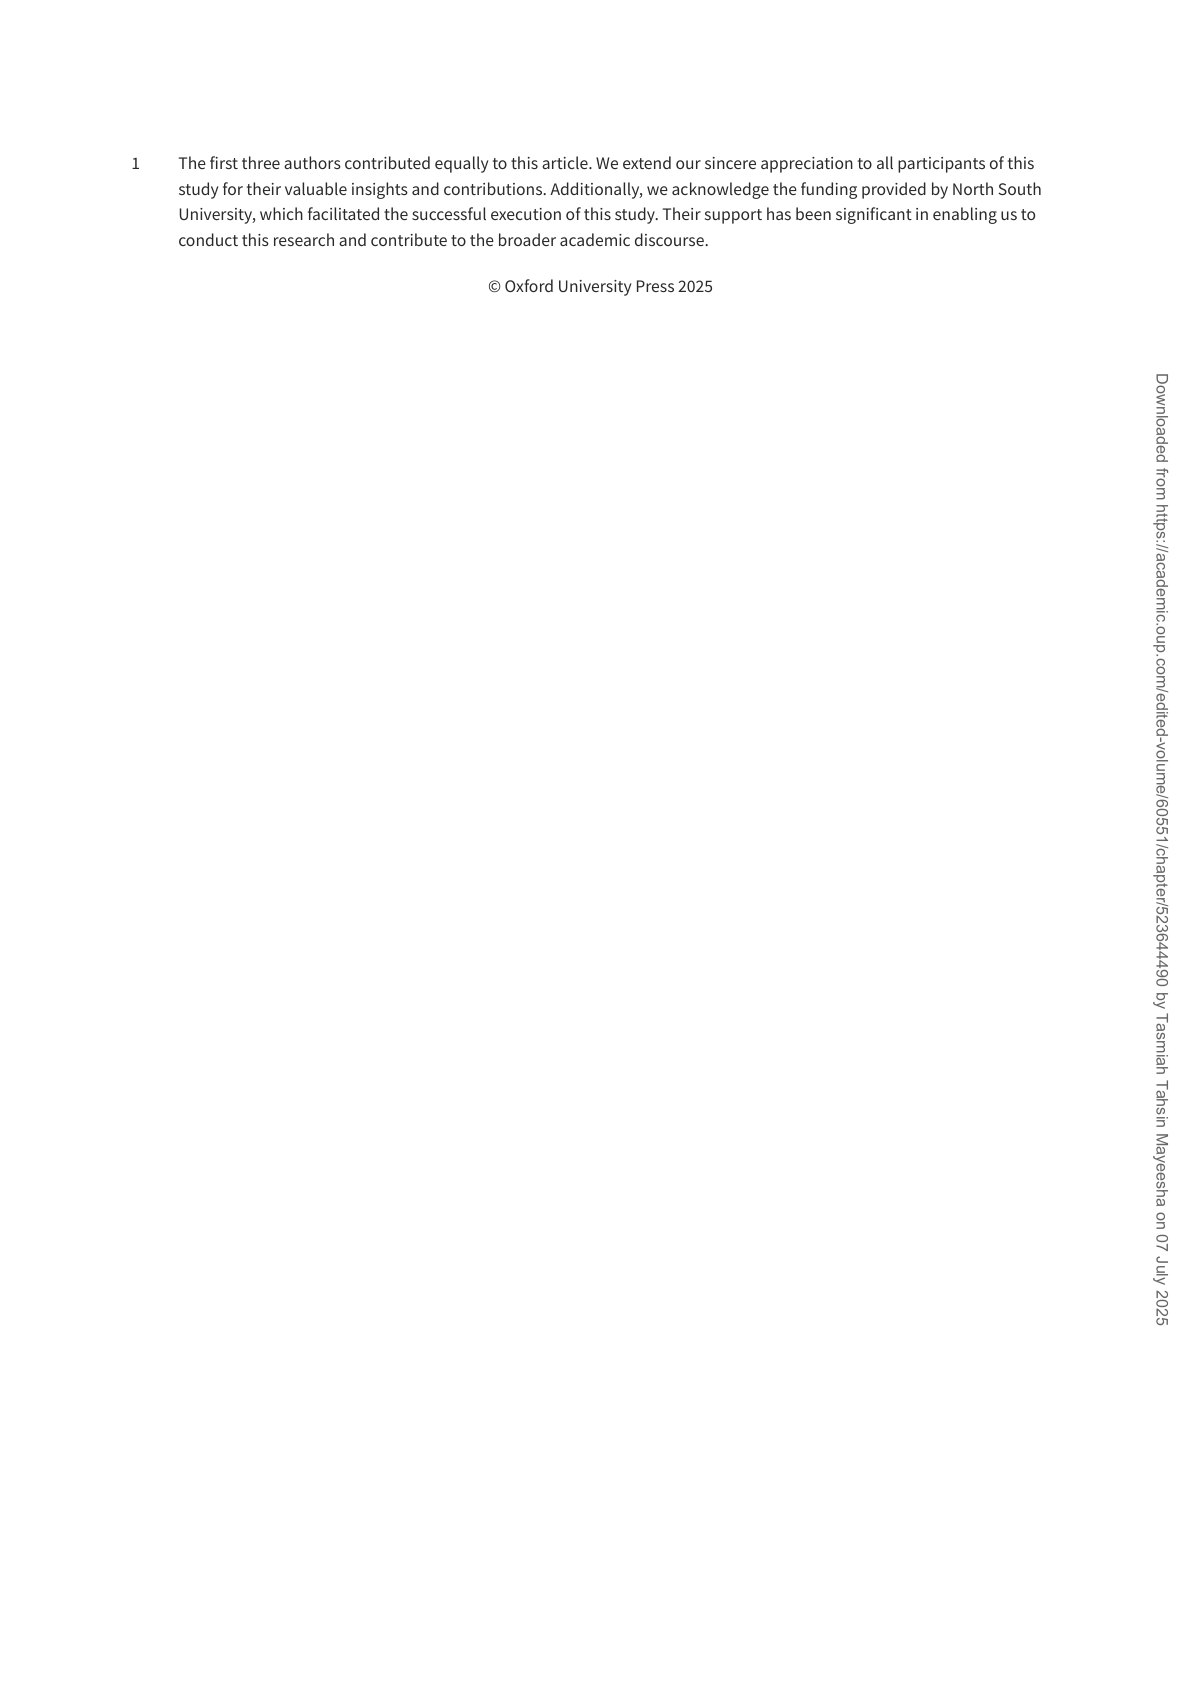 1 The first three authors contributed equally to this article. We extend our sincere appreciation to all participants of this
study for their valuable insights and contributions. Additionally, we acknowledge the funding provided by North South
University, which facilitated the successful execution of this study. Their support has been significant in enabling us to
conduct this research and contribute to the broader academic discourse.
© Oxford University Press 2025
Downloaded from https://academic.oup.com/edited-volume/60551/chapter/523644490 by Tasmiah Tahsin Mayeesha on 07 July 2025